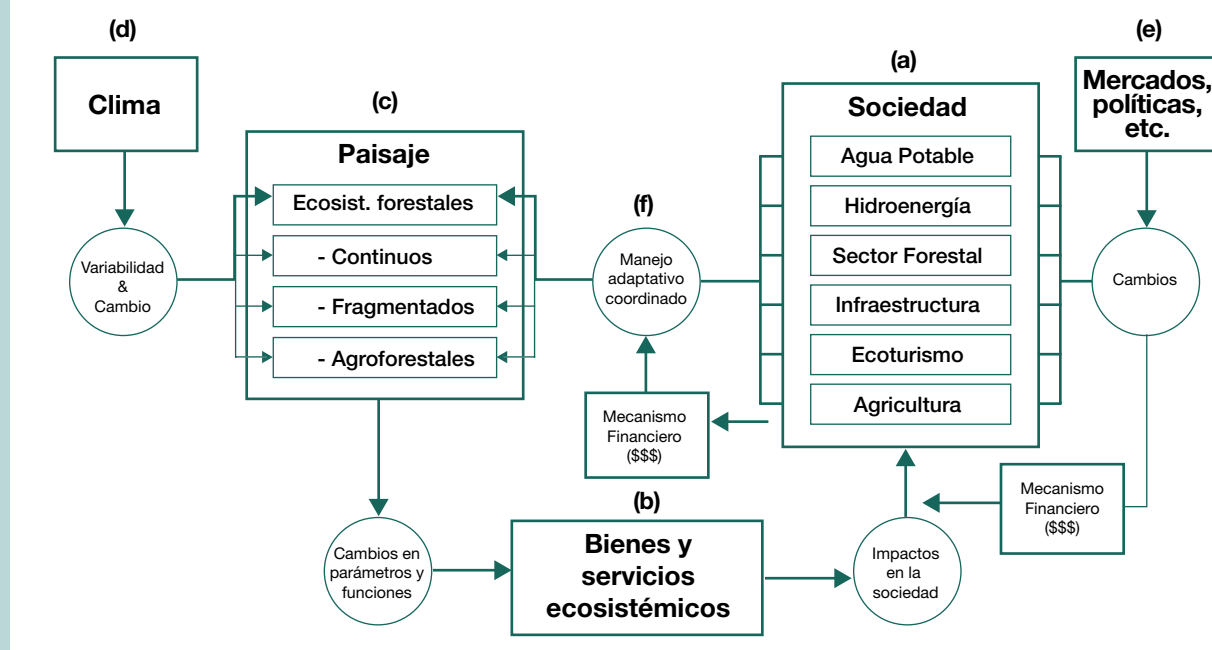 (d)
Clima
Variabilidad
&
Cambio
(c)
Paisaje
Ecosist. forestales
- Continuos
- Fragmentados
- Agroforestales
(f)
Manejo
adaptativo
coordinado
Mecanismo
Financiero
($$$)
(a)
Sociedad
Agua Potable
Hidroenergía
Sector Forestal
Infraestructura
Ecoturismo
Agricultura
(e)
Mercados,
políticas,
etc.
Cambios
Mecanismo
Financiero
($$$)
Cambios en
parámetros y
funciones
(b)
Bienes y
servicios
ecosistémicos
Impactos
en la
sociedad